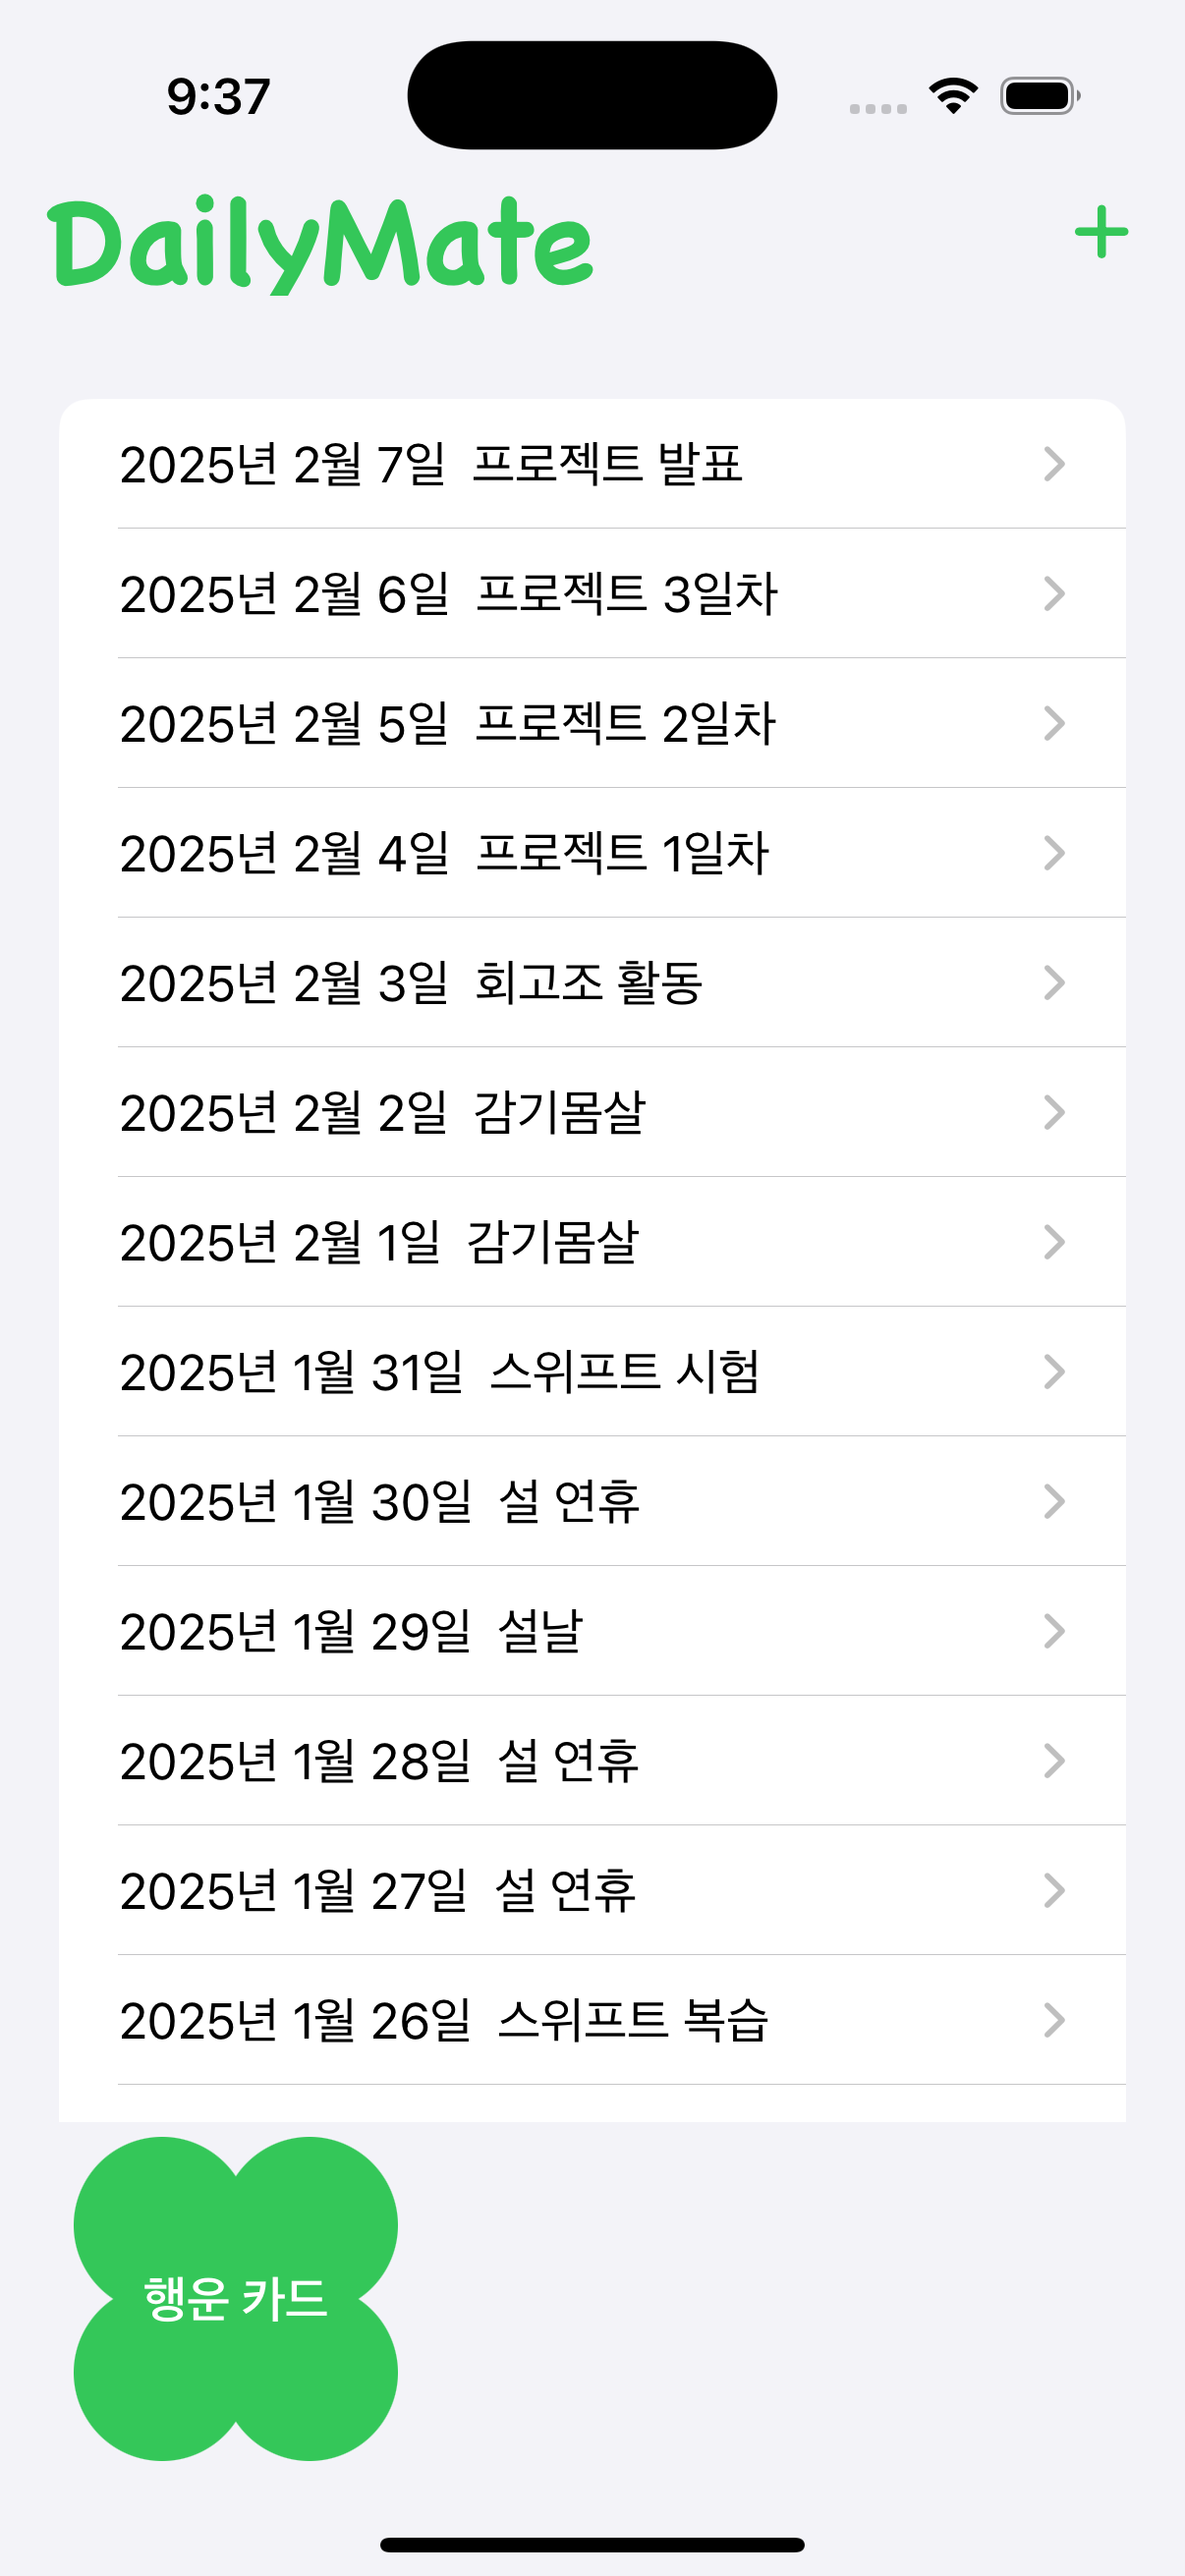 9:37
DailyMate
2025년 2월 7일 프로젝트 발표
2025년 2월 6일 프로젝트 3일차
2025년 2월 5일 프로젝트 2일차
2025년 2월 4일 프로젝트 1일차
2025년 2월 3일 회고조 활동
2025년 2월 2일 감기몸살
2025년 2월 1일 감기몸살
2025년 1월 31일 스위프트 시험
2025년 1월 30일 설 연휴
2025년 1월 29일 설날
2025년 1월 28일 설 연휴
2025년 1월 27일 설 연휴
2025년 1월 26일 스위프트 복습
행운 카드